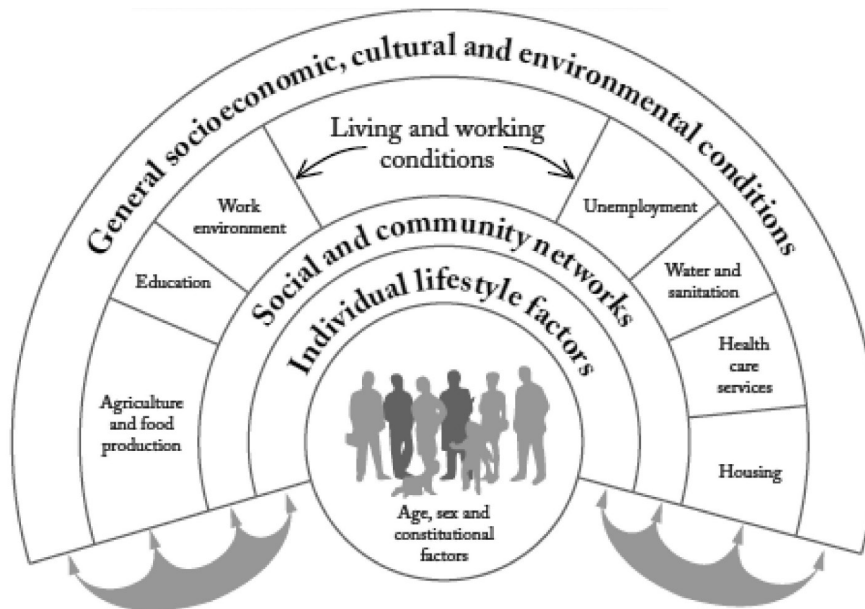 General socioeconomic, cultural and environmental conditions
Living and working
conditions
Work
environment
Unemployment
Education
Water and
sanitation
Agriculture
and food
production
Health
care
services
Housing
Social and community networks
Individual lifestyle factors
Age, sex and
constitutional
factors